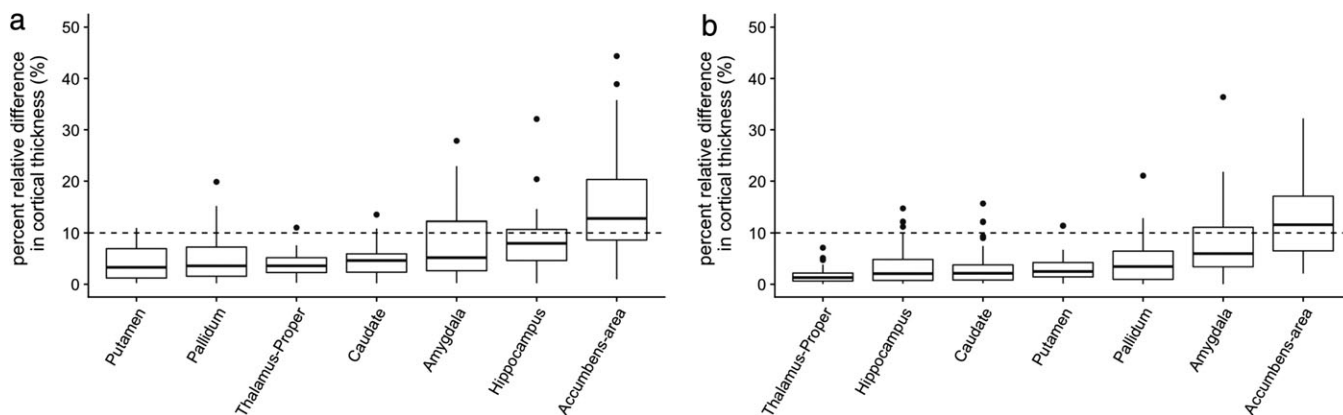 a
percent relative difference
in cortical thickness (%)
50
40
30
20
10
0
Putamen
Pallidum
Thalamus-Proper
Caudate
Amygdala
Hippocampus
Accumbens-area
b
percent relative difference
in cortical thickness (%)
50
40
30
20
10
0
Thalamus-Proper
Hippocampus
Caudate
Putamen
Pallidum
Amygdala
Accumbens-area